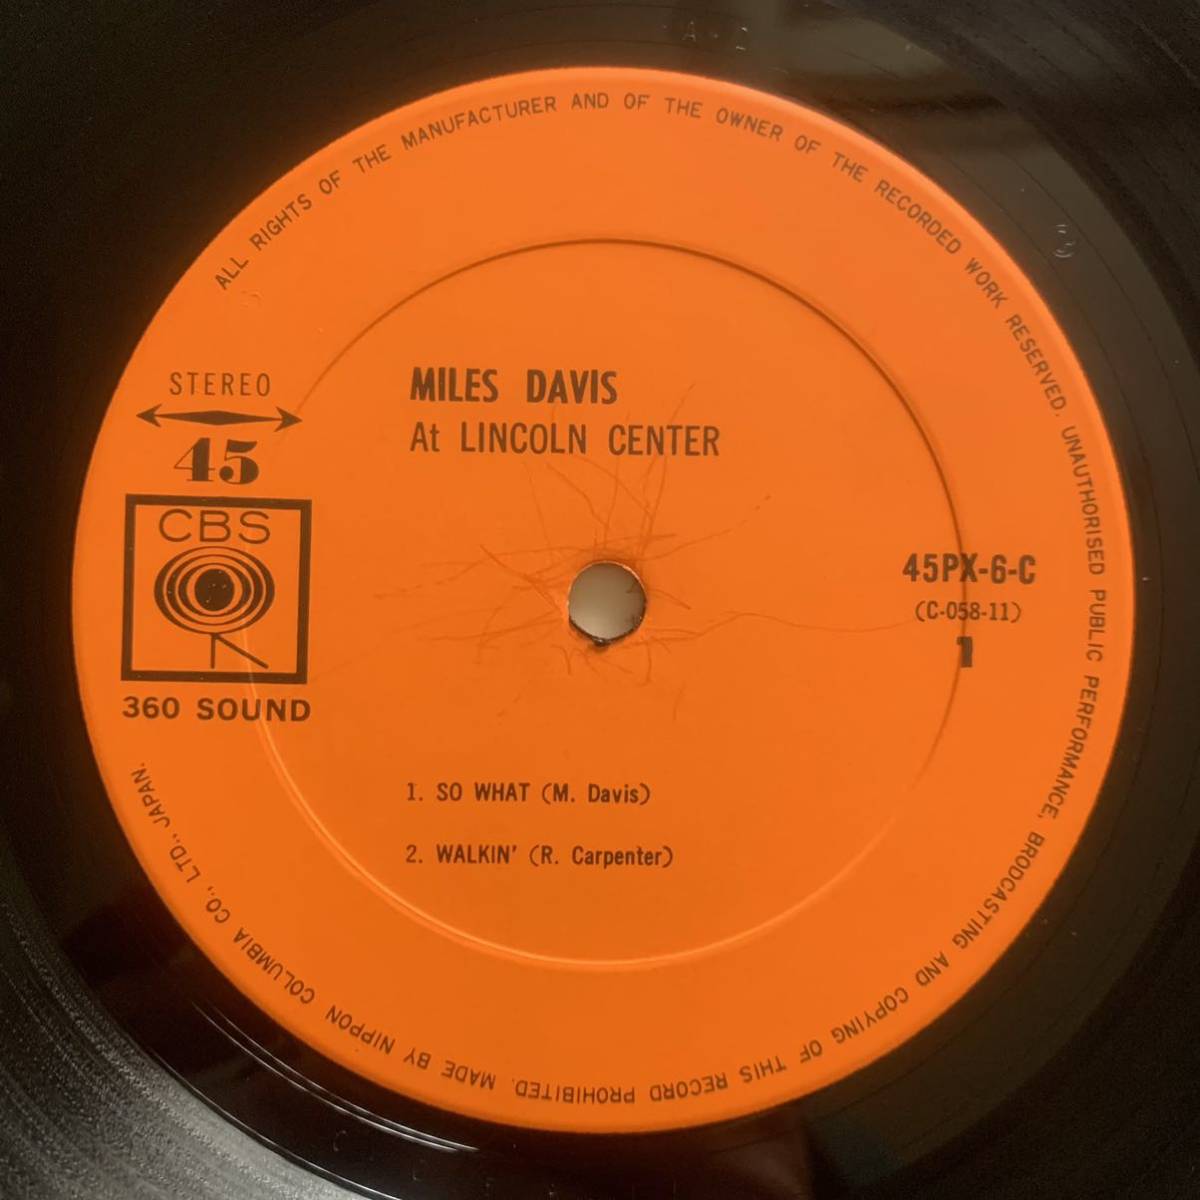 ALL RIGHTS OF THE MANUFACTURER AND OF THE OWNER OF THE RECORDED WORK RESERVED. UNAUTHORISED PUBLIC PERFORMANCE, BRODCASTING AND COPYING OF THIS RECORD PROHIBITED. MADE BY NIPPON COLUMBIA CO., LTD., JAPAN.
STEREO
45
CBS
360 SOUND
MILES DAVIS
At LINCOLN CENTER
45PX-6-C
(C-058-11)
1
1. SO WHAT (M. Davis)
2. WALKIN' (R. Carpenter)